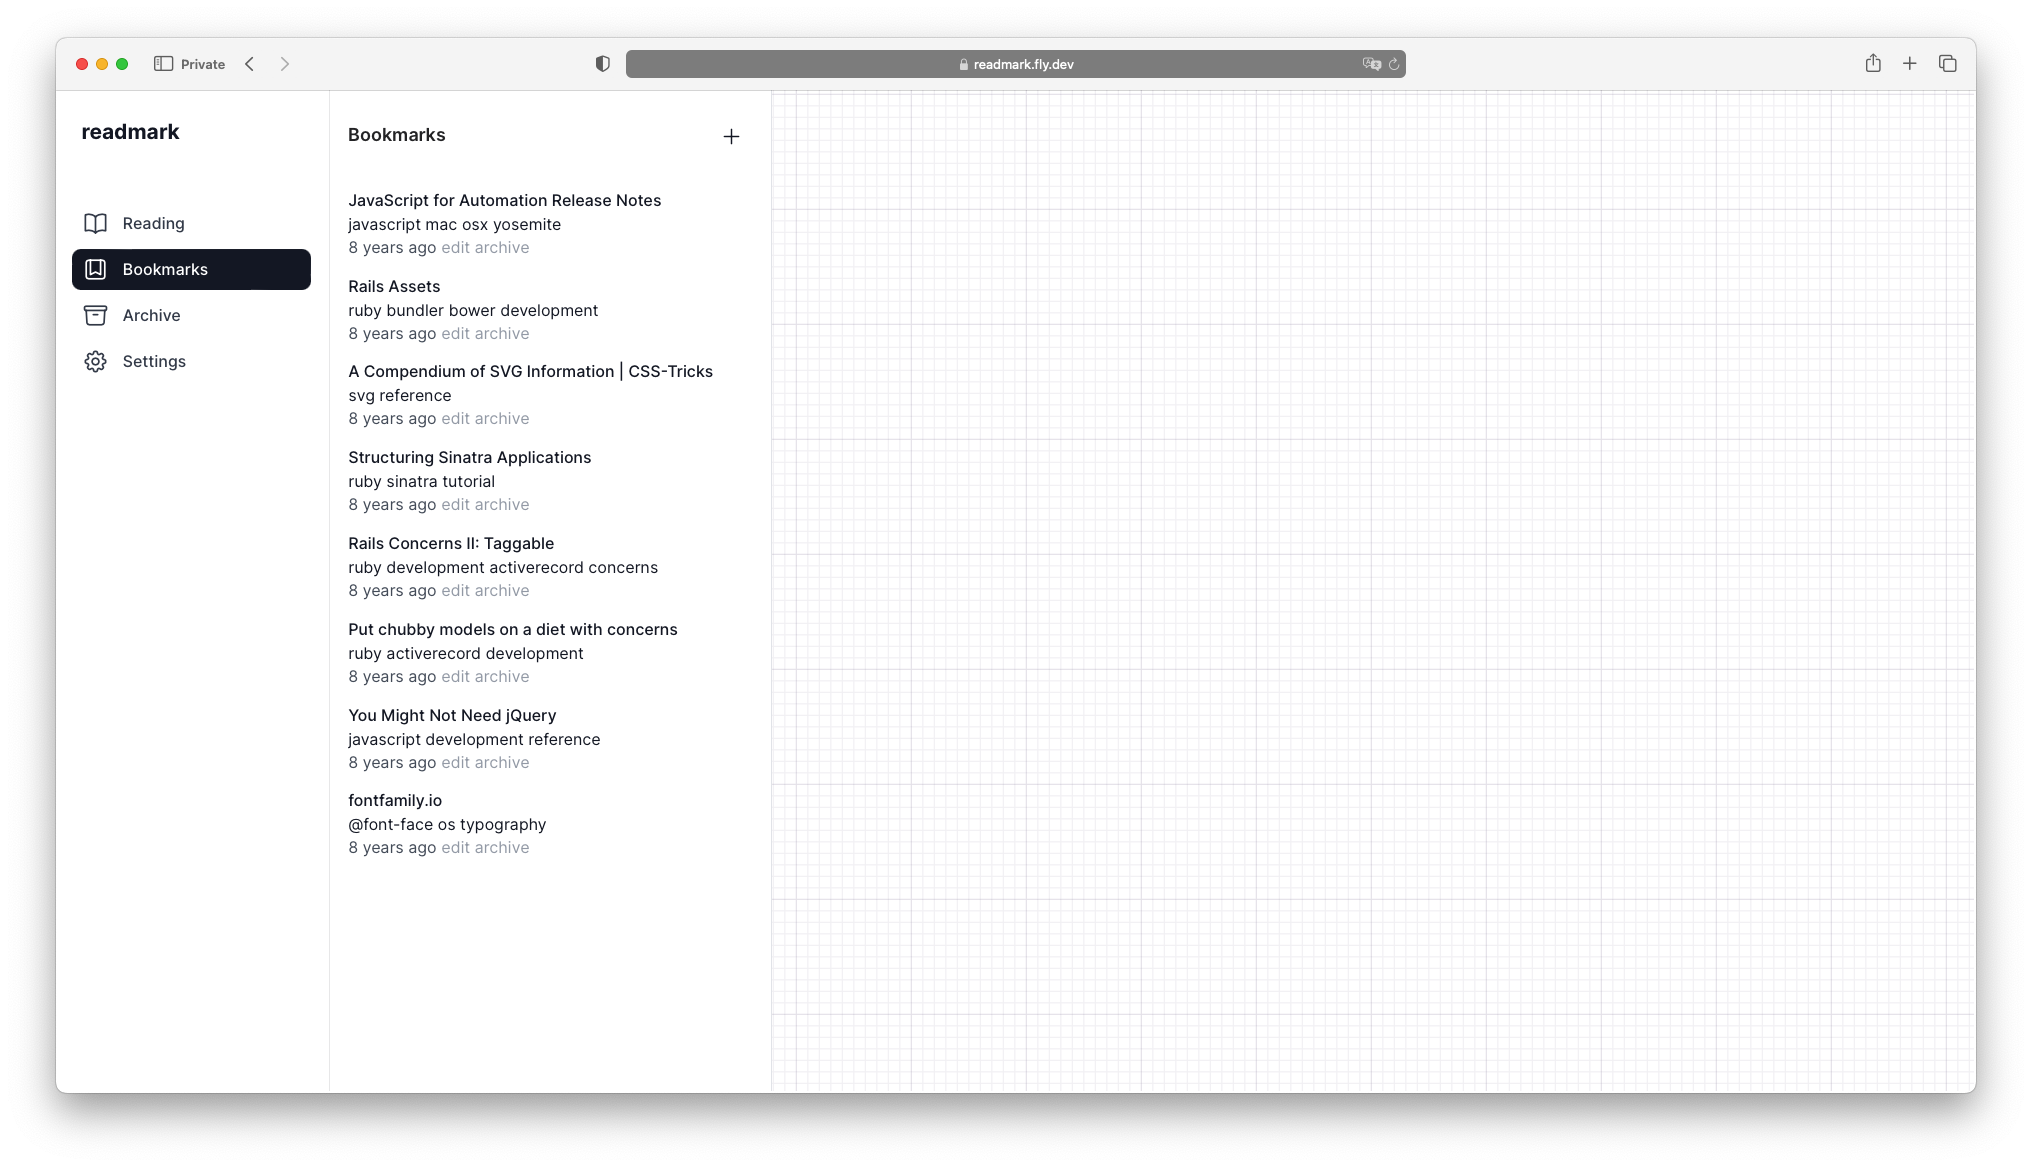 Private
readmark.fly.dev
readmark
Reading
Bookmarks
Archive
Settings
Bookmarks
JavaScript for Automation Release Notes
javascript mac osx yosemite
8 years ago edit archive
Rails Assets
ruby bundler bower development
8 years ago edit archive
A Compendium of SVG Information | CSS-Tricks
svg reference
8 years ago edit archive
Structuring Sinatra Applications
ruby sinatra tutorial
8 years ago edit archive
Rails Concerns II: Taggable
ruby development activerecord concerns
8 years ago edit archive
Put chubby models on a diet with concerns
ruby activerecord development
8 years ago edit archive
You Might Not Need jQuery
javascript development reference
8 years ago edit archive
fontfamily.io
@font-face os typography
8 years ago edit archive